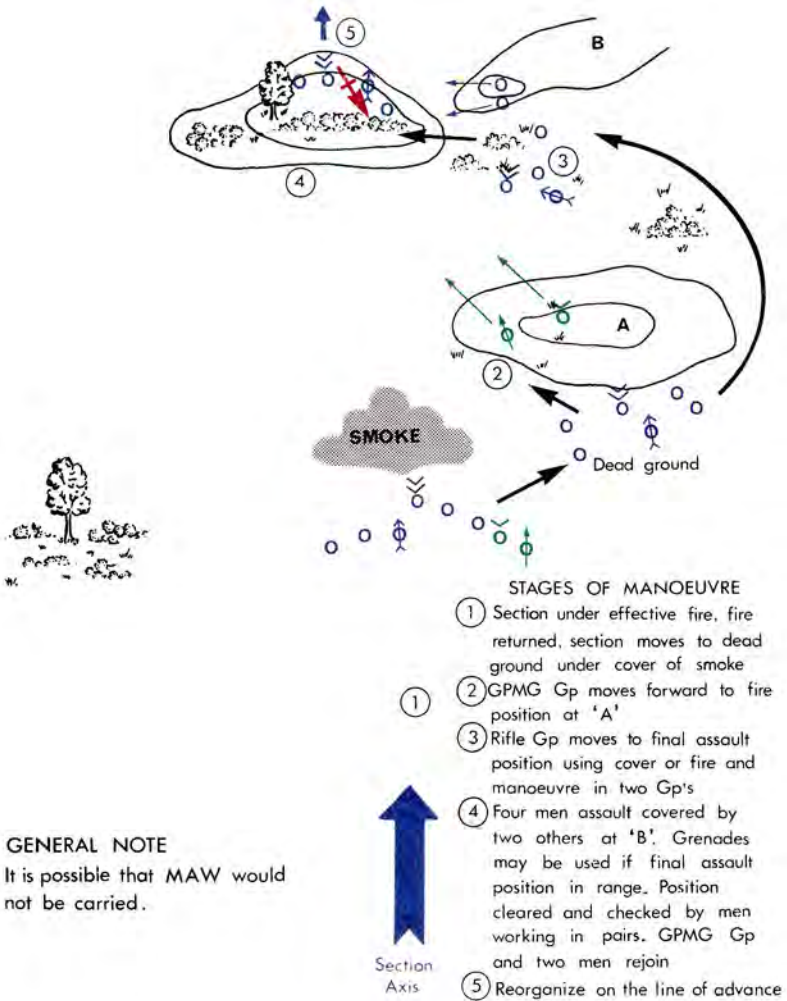 5
B
3
4
A
2
SMOKE
Dead ground
STAGES OF MANOEUVRE
1 Section under effective fire, fire
returned, section moves to dead
ground under cover of smoke
1
2 GPMG Gp moves forward to fire
position at 'A'
3 Rifle Gp moves to final assault
position using cover or fire and
manoeuvre in two Gp's
4 Four men assault covered by
two others at 'B'. Grenades
may be used if final assault
position in range. Position
cleared and checked by men
working in pairs. GPMG Gp
and two men rejoin
5 Reorganize on the line of advance
GENERAL NOTE
It is possible that MAW would
not be carried.
Section
Axis